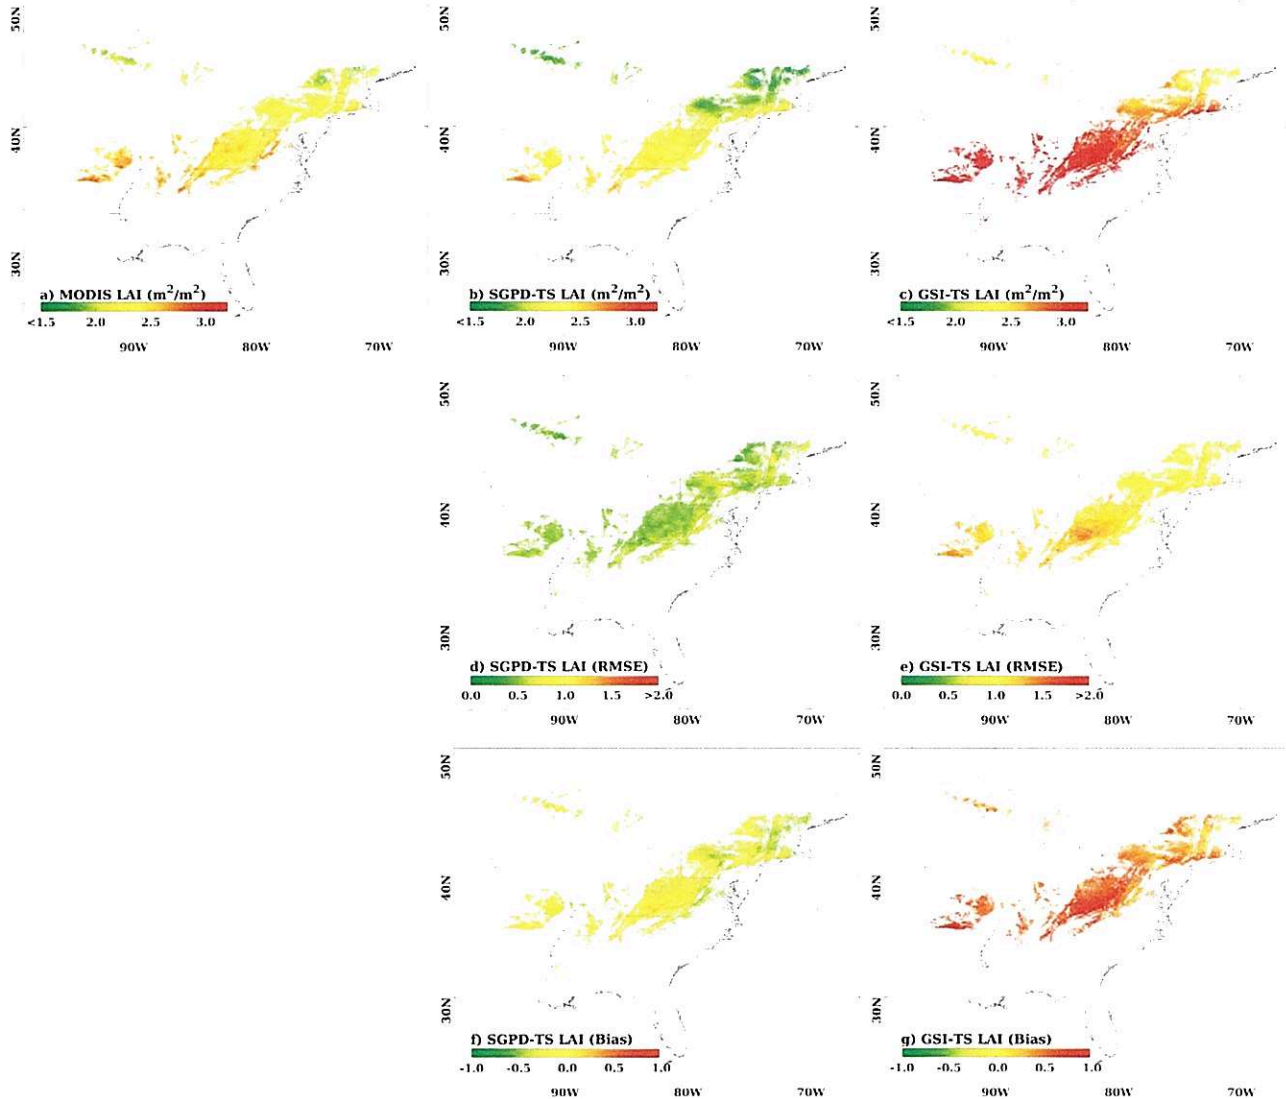 50N
40N
30N
a) MODIS LAI (m²/m²)
<1.5 2.0 2.5 3.0
90W 80W 70W
50N
40N
30N
b) SGPD-TS LAI (m²/m²)
<1.5 2.0 2.5 3.0
90W 80W 70W
50N
40N
30N
c) GSI-TS LAI (m²/m²)
<1.5 2.0 2.5 3.0
90W 80W 70W
50N
40N
30N
d) SGPD-TS LAI (RMSE)
0.0 0.5 1.0 1.5 >2.0
90W 80W 70W
50N
40N
30N
e) GSI-TS LAI (RMSE)
0.0 0.5 1.0 1.5 >2.0
90W 80W 70W
50N
40N
30N
f) SGPD-TS LAI (Bias)
-1.0 -0.5 0.0 0.5 1.0
90W 80W 70W
50N
40N
30N
g) GSI-TS LAI (Bias)
-1.0 -0.5 0.0 0.5 1.0
90W 80W 70W